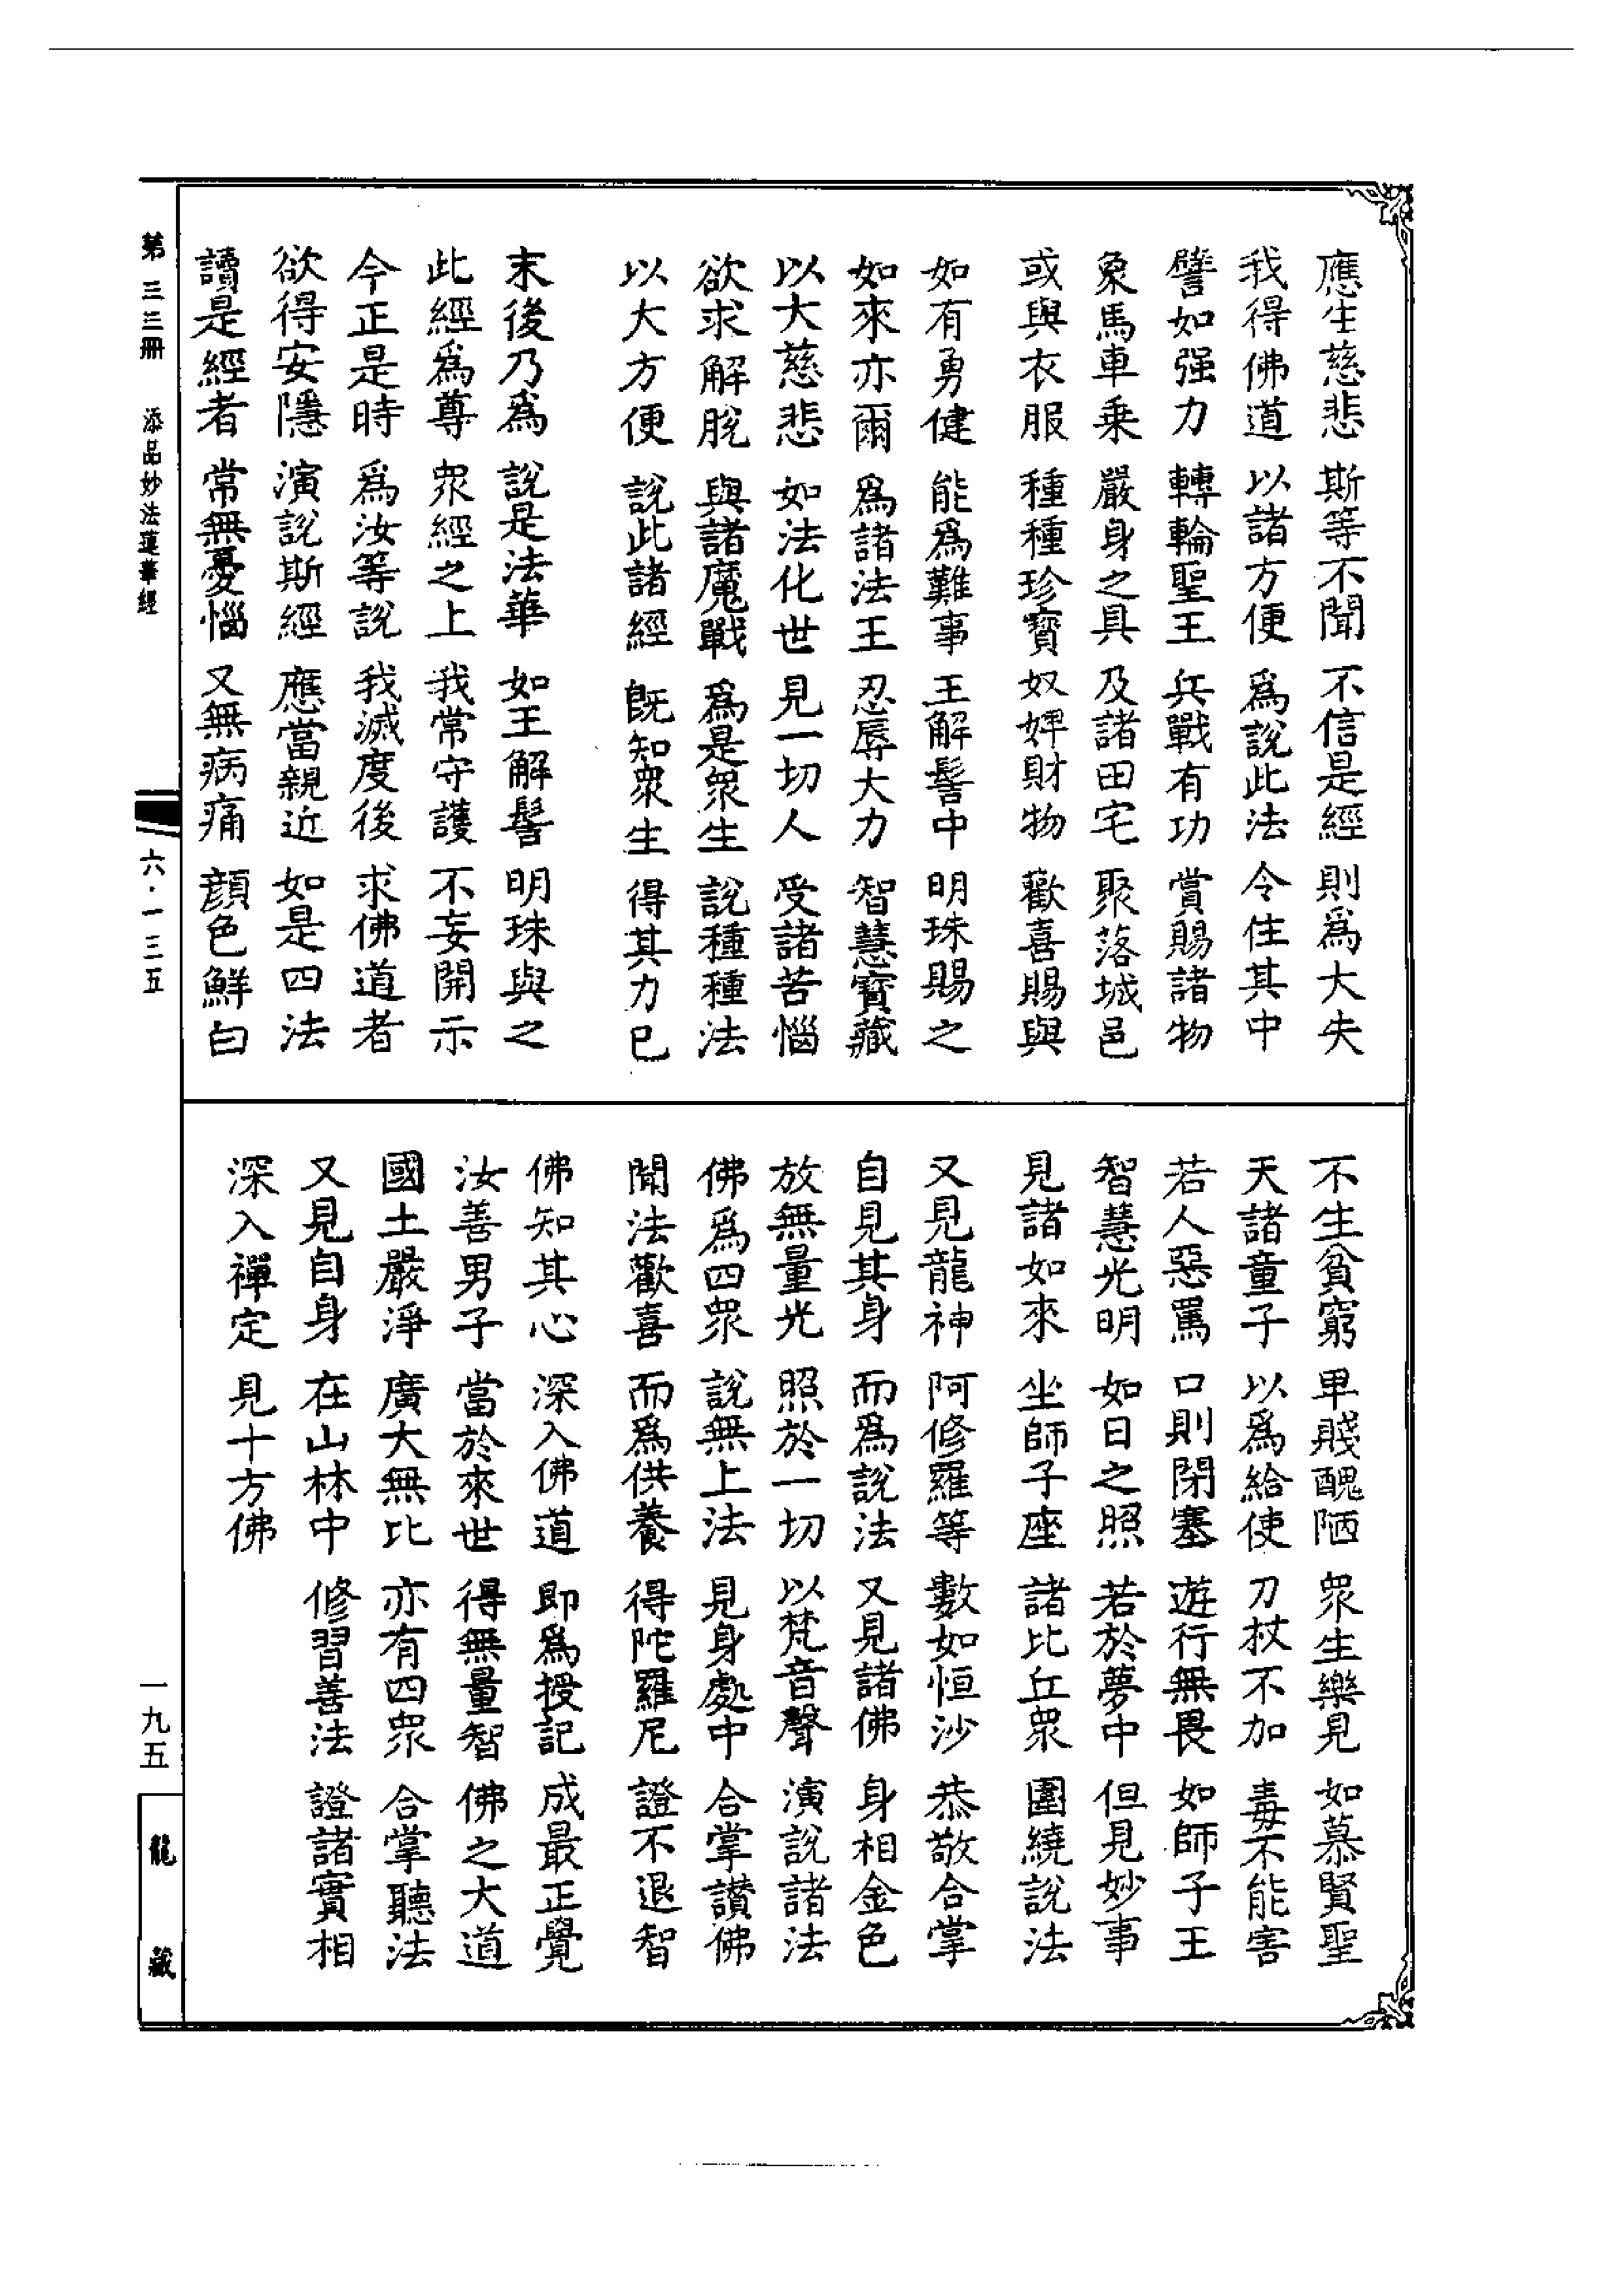 應生慈悲 斯等不聞 不信是經 則爲大失
我得佛道 以諸方便 爲說此法 令住其中
譬如强力 轉輪聖王 兵戰有功 賞賜諸物
象馬車乘 嚴身之具 及諸田宅 聚落城邑
或與衣服 種種珍寶 奴婢財物 歡喜賜與
如有勇健 能爲難事 王解髻中 明珠賜之
如來亦爾 爲諸法王 忍辱大力 智慧寶藏
以大慈悲 如法化世 見一切人 受諸苦惱
欲求解脫 與諸魔戰 爲是衆生 說種種法
以大方便 說此諸經 既知衆生 得其力已
末後乃爲 說是法華 如王解髻 明珠與之
此經爲尊 衆經之上 我常守護 不妄開示
今正是時 爲汝等說 我滅度後 求佛道者
欲得安隱 演說斯經 應當親近 如是四法
讀是經者 常無憂惱 又無病痛 顏色鮮白
不生貧窮 卑賤醜陋 衆生樂見 如慕賢聖
天諸童子 以爲給使 刀杖不加 毒不能害
若人惡罵 口則閉塞 遊行無畏 如師子王
智慧光明 如日之照 若於夢中 但見妙事
見諸如來 坐師子座 諸比丘衆 圍繞說法
又見龍神 阿修羅等 數如恒沙 恭敬合掌
自見其身 而爲說法 又見諸佛 身相金色
放無量光 照於一切 以梵音聲 演說諸法
佛爲四衆 說無上法 見身處中 合掌讚佛
聞法歡喜 而爲供養 得陀羅尼 證不退智
佛知其心 深入佛道 即爲授記 成最正覺
汝善男子 當於來世 得無量智 佛之大道
國土嚴淨 廣大無比 亦有四衆 合掌聽法
又見自身 在山林中 修習善法 證諸實相
深入禪定 見十方佛
第三三冊 添品妙法蓮華經 六·一三五 一九五 龍藏